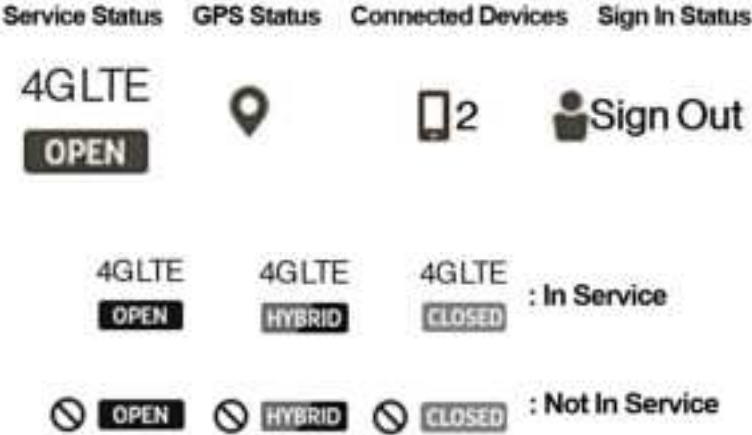 Service Status GPS Status Connected Devices Sign In Status
4GLTE
OPEN
2
Sign Out
4GLTE 4GLTE 4GLTE
OPEN HYBRID CLOSED
: In Service
OPEN HYBRID CLOSED
: Not In Service